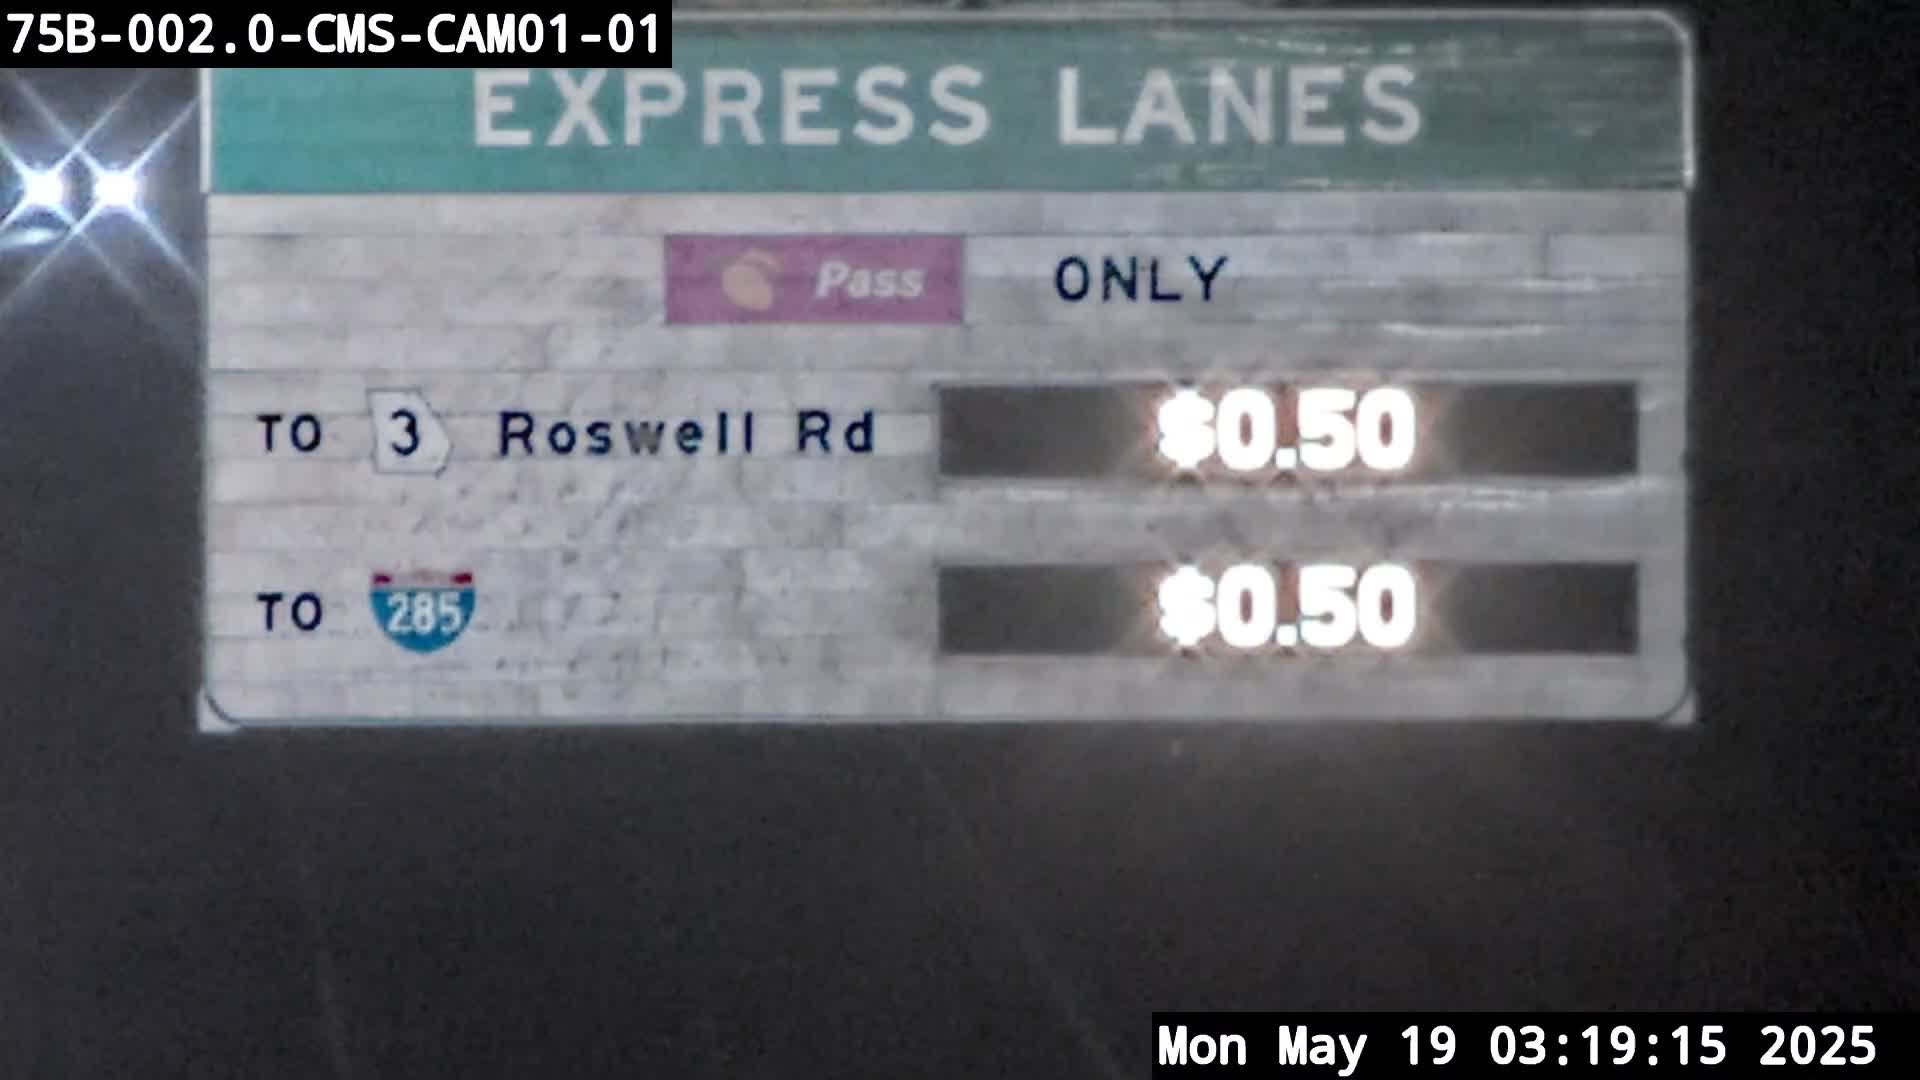 75B-002.0-CMS-CAM01-01
EXPRESS LANES
Pass ONLY
TO 3 Roswell Rd $0.50
TO 285 $0.50
Mon May 19 03:19:15 2025